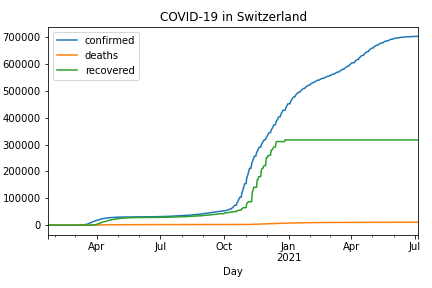 COVID-19 in Switzerland
confirmed
deaths
recovered
700000
600000
500000
400000
300000
200000
100000
0
Apr Jul Oct Jan Apr Jul
2021
Day